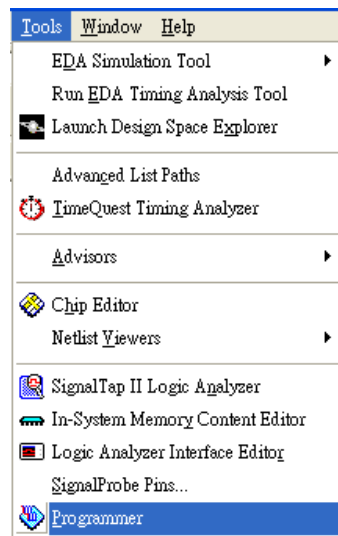 Tools Window Help
EDA Simulation Tool
Run EDA Timing Analysis Tool
Launch Design Space Explorer
Advanced List Paths
TimeQuest Timing Analyzer
Advisors
Chip Editor
Netlist Viewers
SignalTap II Logic Analyzer
In-System Memory Content Editor
Logic Analyzer Interface Editor
SignalProbe Pins...
Programmer